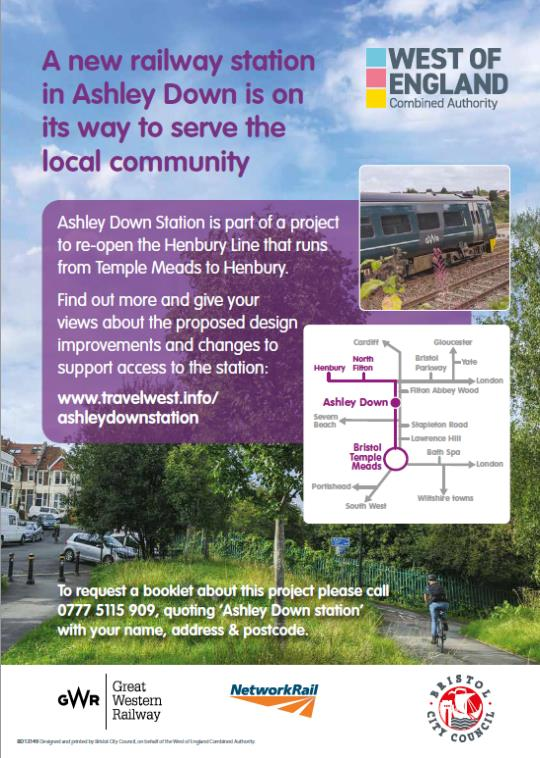 A new railway station
in Ashley Down is on
its way to serve the
local community
WEST OF
ENGLAND
Combined Authority
Ashley Down Station is part of a project
to re-open the Henbury Line that runs
from Temple Meads to Henbury.
Find out more and give your
views about the proposed design
improvements and changes to
support access to the station:
www.travelwest.info/
ashleydownstation
GWR
Cardiff
Gloucester
Henbury
North
Filton
Bristol
Parkway
Yate
London
Filton Abbey Wood
Ashley Down
Severn
Beach
Stapleton Road
Lawrence Hill
Bristol
Temple
Meads
Bath Spa
London
Portishead
South West
Wiltshire towns
To request a booklet about this project please call
0777 5115 909, quoting ‘Ashley Down station’
with your name, address & postcode.
GWR
Great
Western
Railway
NetworkRail
BRISTOL
CITY COUNCIL
Designed and printed by Bristol City Council, on behalf of the West of England Combined Authority.